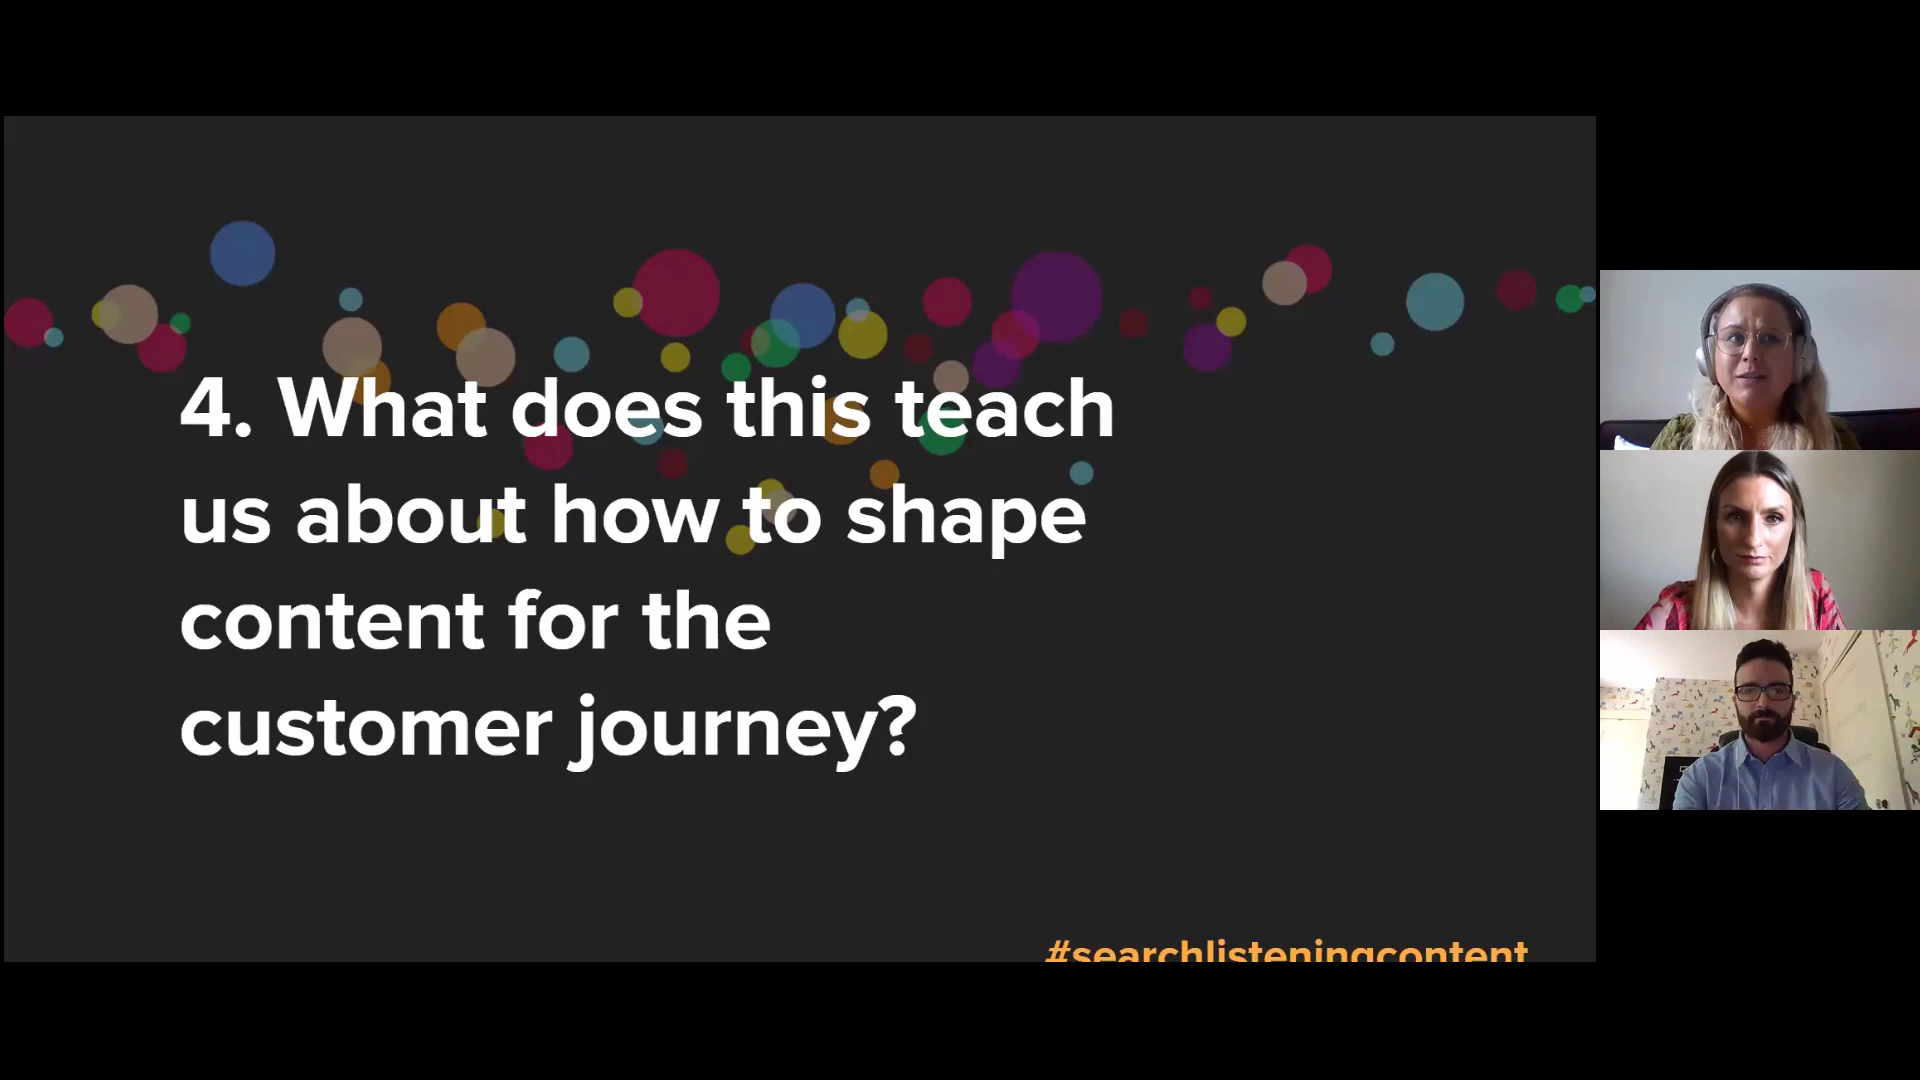 4. What does this teach
us about how to shape
content for the
customer journey?
#searchlisteningcontent